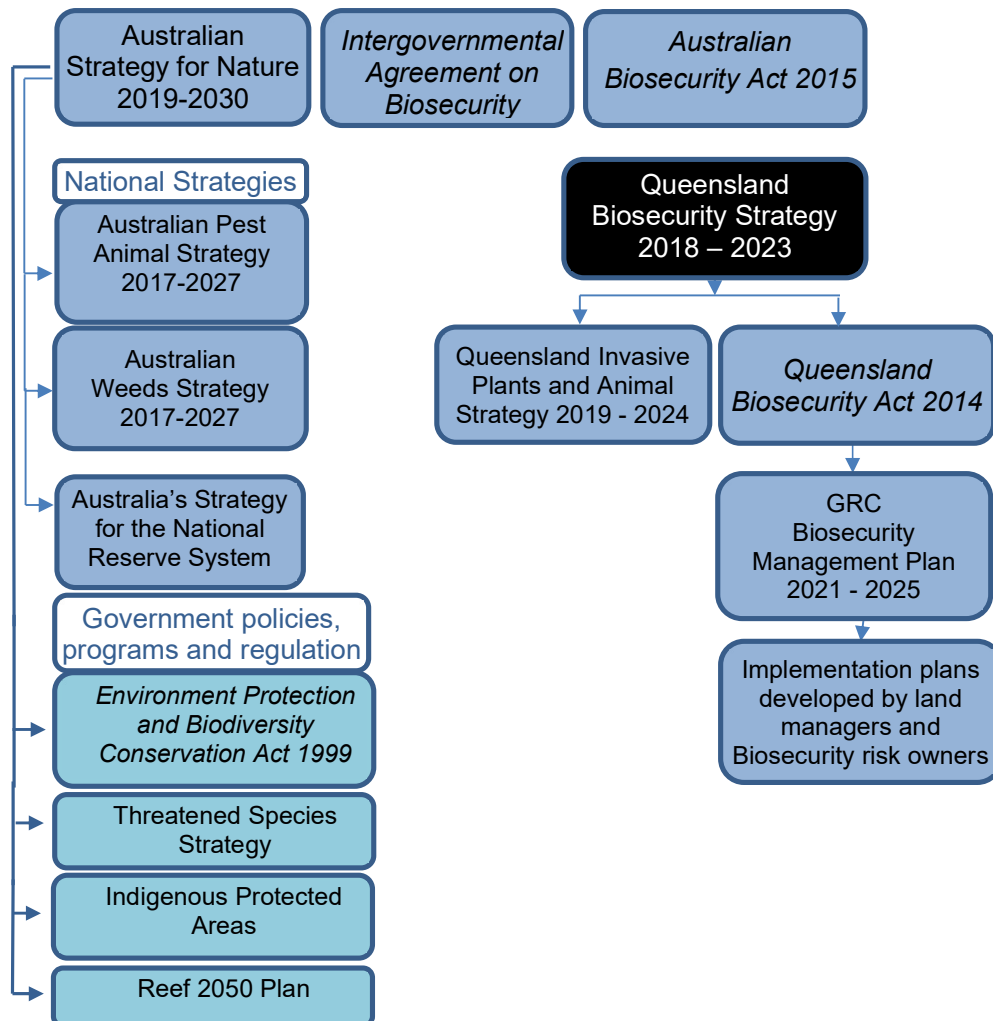 Australian
Strategy for Nature
2019-2030
Intergovernmental
Agreement on
Biosecurity
Australian
Biosecurity Act 2015
National Strategies
Australian Pest
Animal Strategy
2017-2027
Australian
Weeds Strategy
2017-2027
Australia’s Strategy
for the National
Reserve System
Government policies,
programs and regulation
Environment Protection
and Biodiversity
Conservation Act 1999
Threatened Species
Strategy
Indigenous Protected
Areas
Reef 2050 Plan
Queensland
Biosecurity Strategy
2018 – 2023
Queensland Invasive
Plants and Animal
Strategy 2019 - 2024
Queensland
Biosecurity Act 2014
GRC
Biosecurity
Management Plan
2021 - 2025
Implementation plans
developed by land
managers and
Biosecurity risk owners